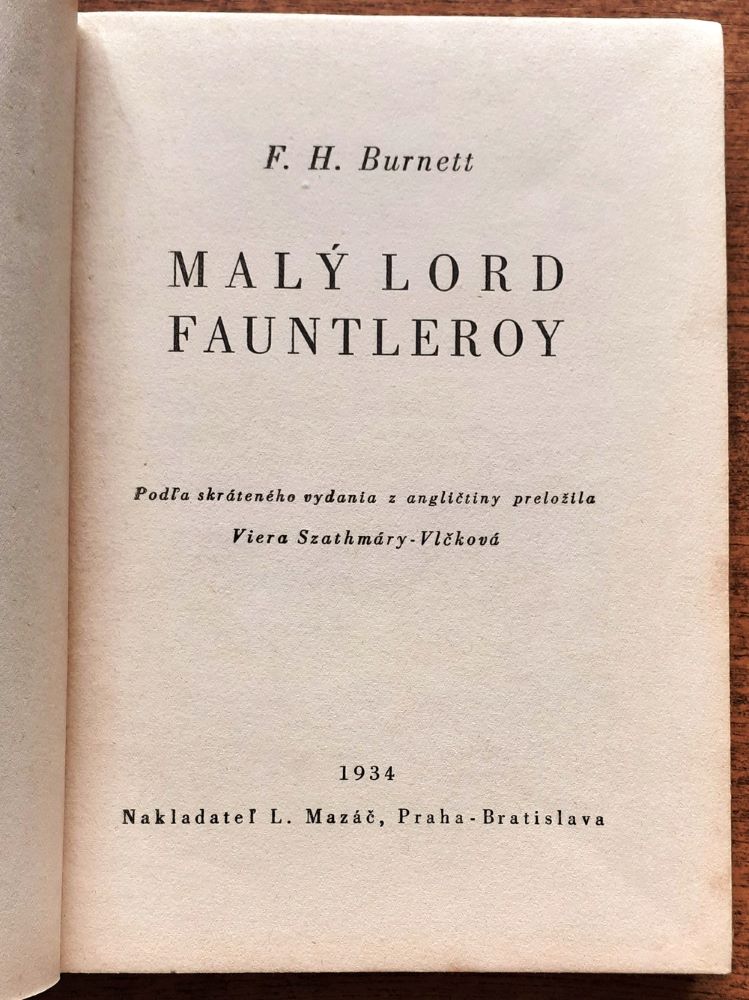 F. H. Burnett
MALÝ LORD
FAUNTLEROY
Podľa skráteného vydania z angličtiny preložila
Viera Szathmáry-Vlčková
1934
Nakladateľ L. Mazáč, Praha-Bratislava